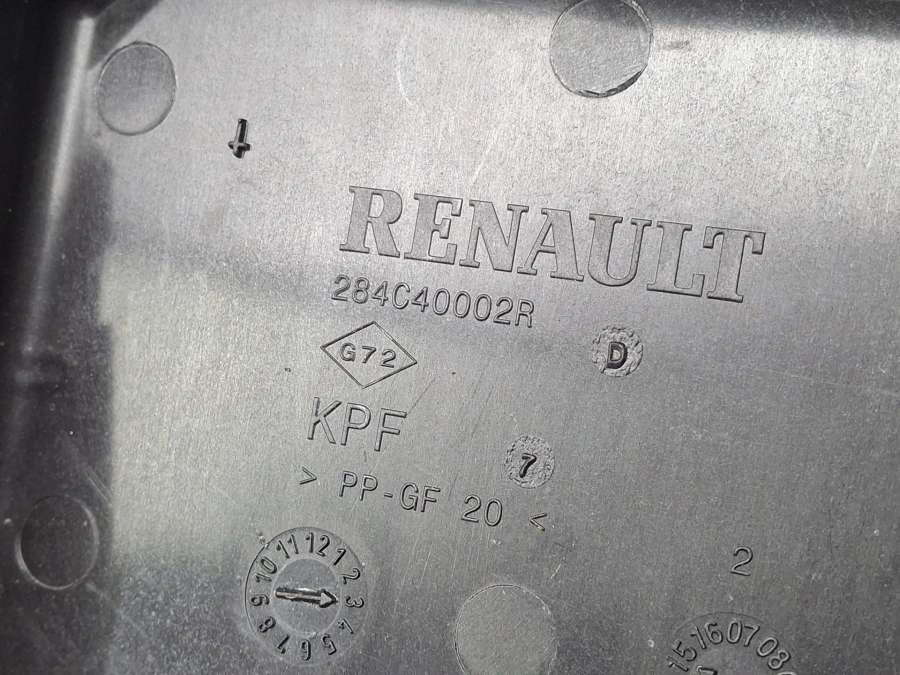 4
RENAULT
284C40002R
G72
D
KPF
7
> PP-GF 20 <
2
12 1 2 3 4 5 6 7 8 9 10 11
15 16 07 08